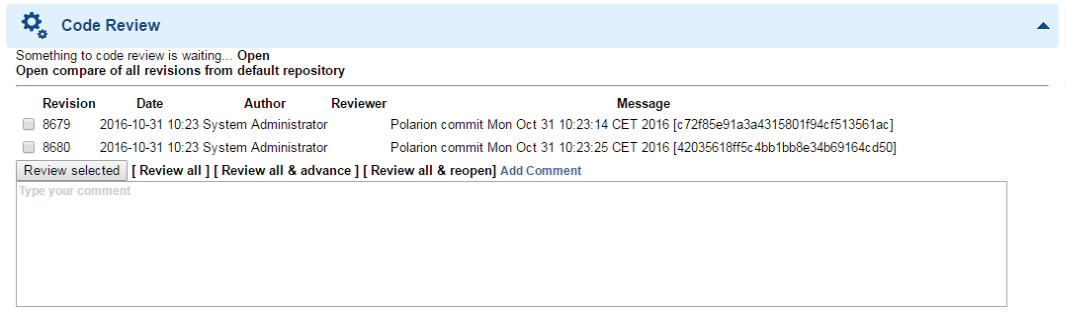 Code Review
Something to code review is waiting... Open
Open compare of all revisions from default repository
Revision Date Author Reviewer Message
8679 2016-10-31 10:23 System Administrator Polarion commit Mon Oct 31 10:23:14 CET 2016 [c72f85e91a3a4315801f94cf513561ac]
8680 2016-10-31 10:23 System Administrator Polarion commit Mon Oct 31 10:23:25 CET 2016 [42035618ff5c4bb1bb8e34b69164cd50]
Review selected [ Review all ] [ Review all & advance ] [ Review all & reopen] Add Comment
Type your comment